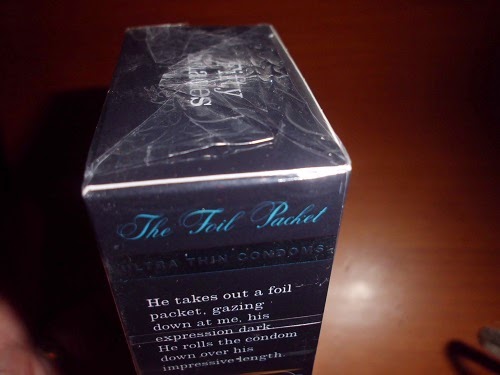 The Foil Packet
ULTRA THIN CONDOMS
He takes out a foil
packet, gazing
down at me, his
expression dark
He rolls the condom
down over his
impressive length.